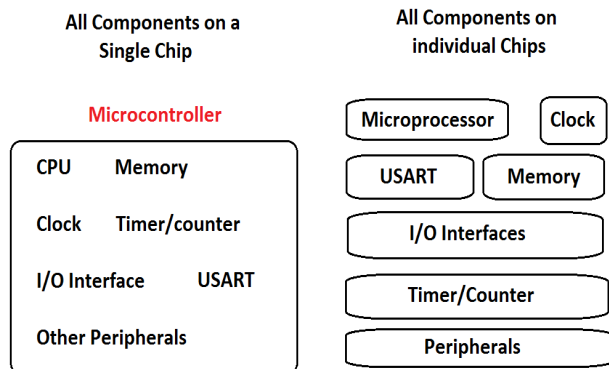 All Components on a
Single Chip
Microcontroller
CPU Memory
Clock Timer/counter
I/O Interface USART
Other Peripherals
All Components on
individual Chips
Microprocessor Clock
USART Memory
I/O Interfaces
Timer/Counter
Peripherals